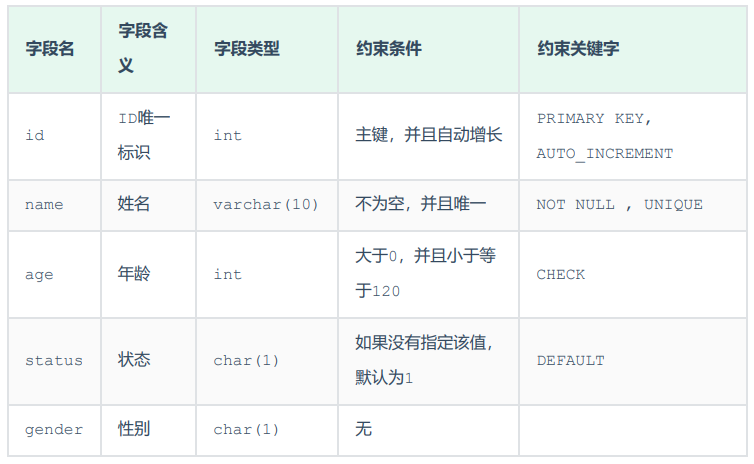 字段名 字段含义 字段类型 约束条件 约束关键字
id ID唯一标识 int 主键，并且自动增长 PRIMARY KEY, AUTO_INCREMENT
name 姓名 varchar(10) 不为空，并且唯一 NOT NULL , UNIQUE
age 年龄 int 大于0，并且小于等于120 CHECK
status 状态 char(1) 如果没有指定该值，默认为1 DEFAULT
gender 性别 char(1) 无